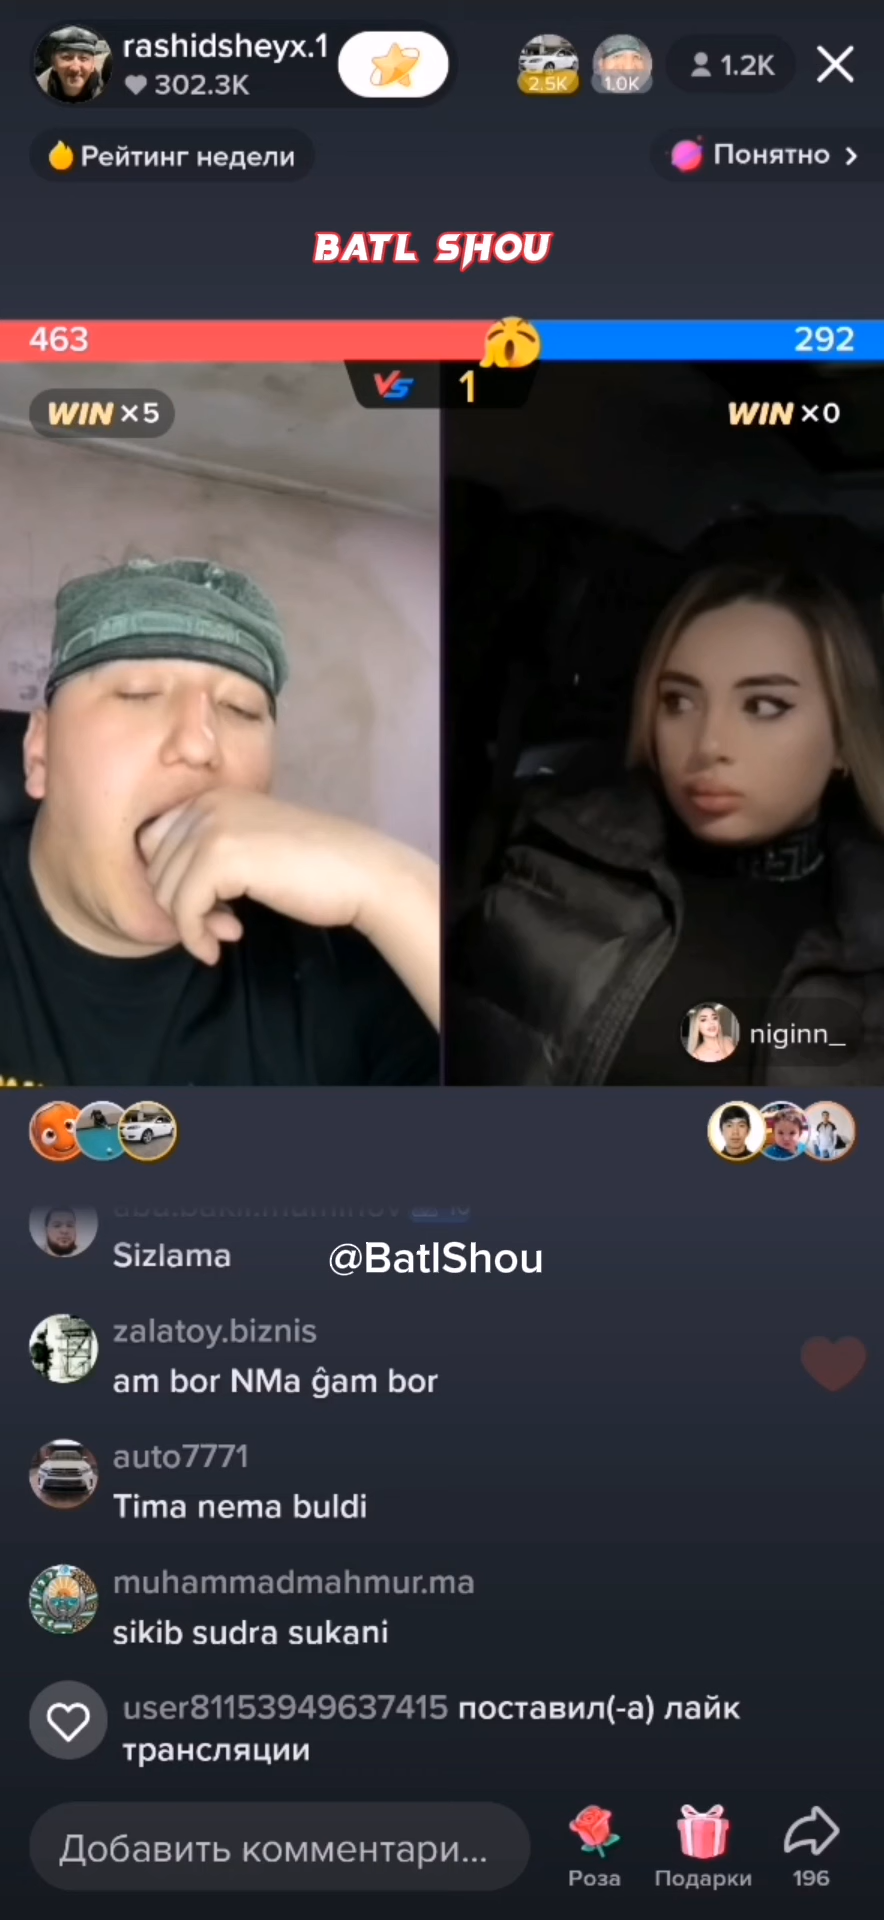 rashidsheyx.1
302.3K
2.5K
1.0K
1.2K
Рейтинг недели
Понятно
BATL SHOU
463
292
VS
1
WIN ×5
WIN ×0
niginn_
Sizlama
@BatlShou
zalatoy.biznis
am bor NMa ĝam bor
auto7771
Tima nema buldi
muhammadmahmur.ma
sikib sudra sukani
user81153949637415 поставил(-а) лайк
трансляции
Добавить комментари...
Роза
Подарки
196